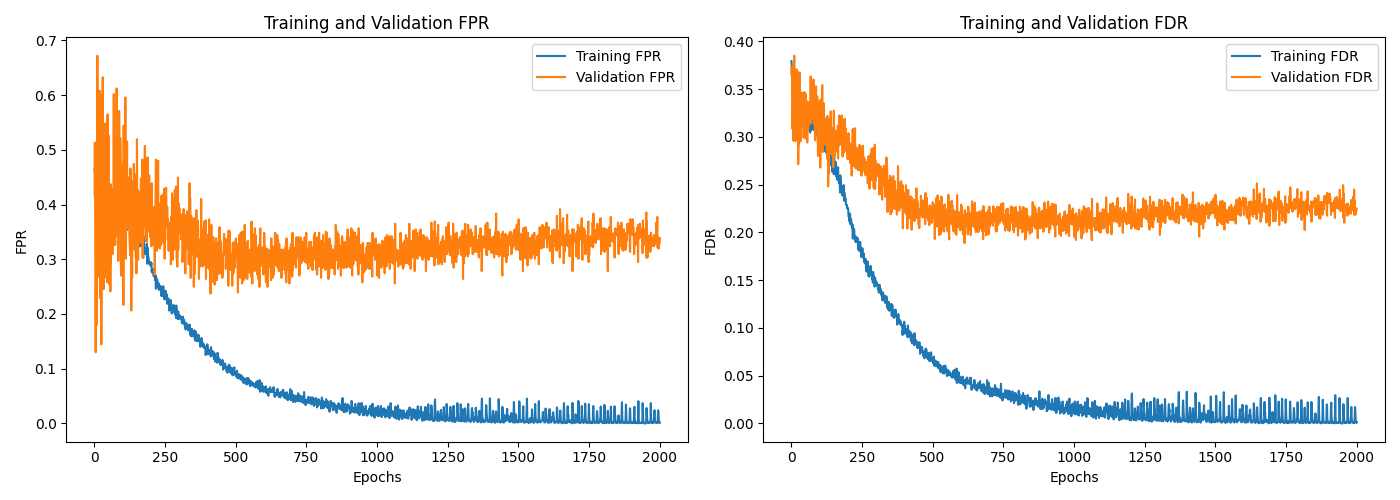 Training and Validation FPR
Training FPR
Validation FPR
FPR
0.7
0.6
0.5
0.4
0.3
0.2
0.1
0.0
0 250 500 750 1000 1250 1500 1750 2000
Epochs
Training and Validation FDR
Training FDR
Validation FDR
FDR
0.40
0.35
0.30
0.25
0.20
0.15
0.10
0.05
0.00
0 250 500 750 1000 1250 1500 1750 2000
Epochs